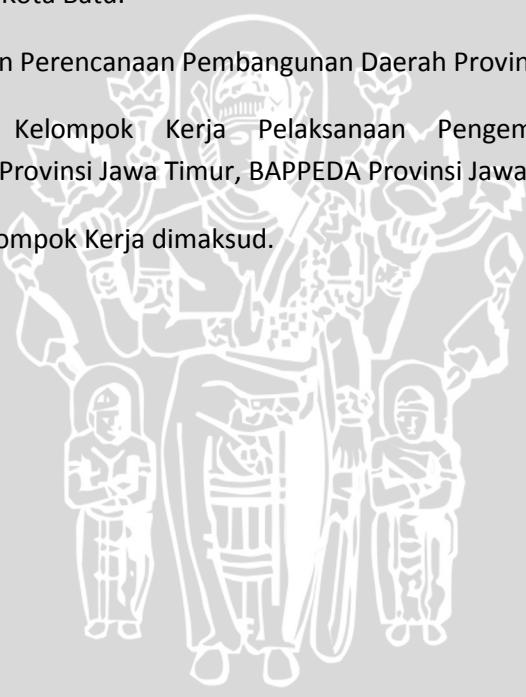 Kota Batu.
n Perencanaan Pembangunan Daerah Provin
Kelompok Kerja Pelaksanaan Pengem
Provinsi Jawa Timur, BAPPEDA Provinsi Jawa
ompok Kerja dimaksud.